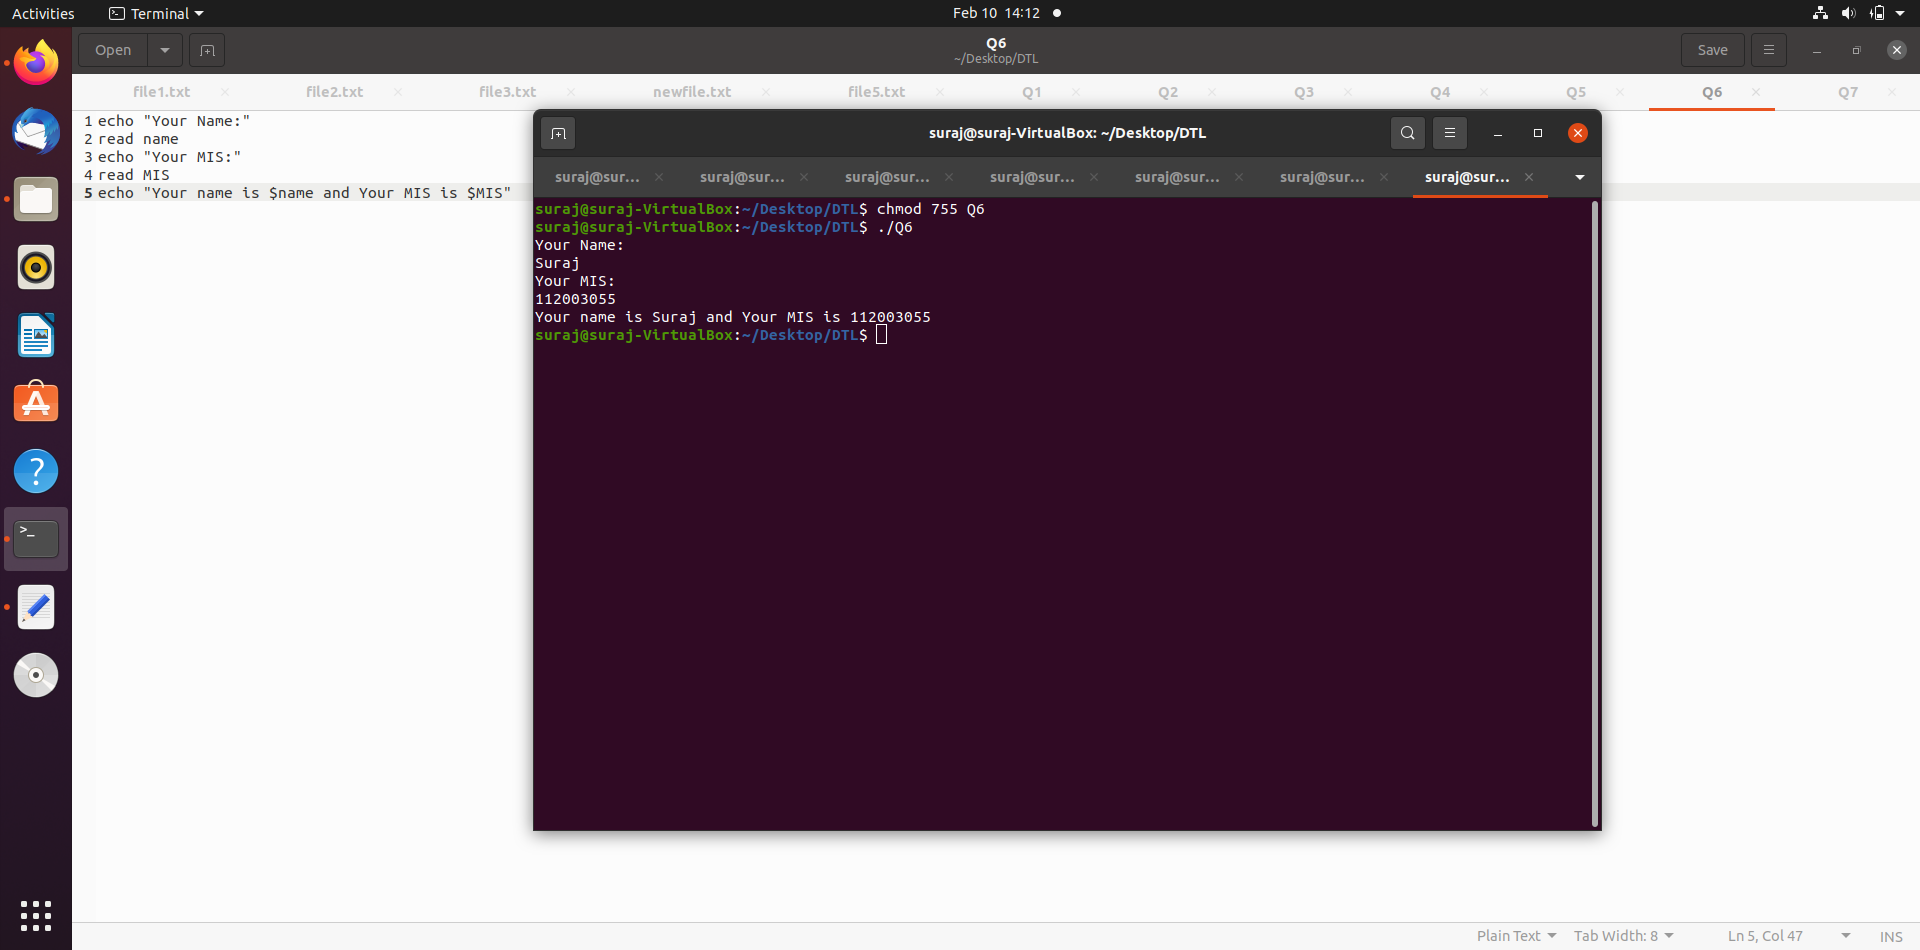 Activities Terminal Feb 10 14:12
Open Q6 Save
~/Desktop/DTL
file1.txt file2.txt file3.txt newfile.txt file5.txt Q1 Q2 Q3 Q4 Q5 Q6 Q7
1 echo "Your Name:"
2 read name
3 echo "Your MIS:"
4 read MIS
5 echo "Your name is $name and Your MIS is $MIS"
suraj@suraj-VirtualBox: ~/Desktop/DTL
suraj@sur... suraj@sur... suraj@sur... suraj@sur... suraj@sur... suraj@sur... suraj@sur...
suraj@suraj-VirtualBox:~/Desktop/DTL$ chmod 755 Q6
suraj@suraj-VirtualBox:~/Desktop/DTL$ ./Q6
Your Name:
Suraj
Your MIS:
112003055
Your name is Suraj and Your MIS is 112003055
suraj@suraj-VirtualBox:~/Desktop/DTL$
Plain Text Tab Width: 8 Ln 5, Col 47 INS